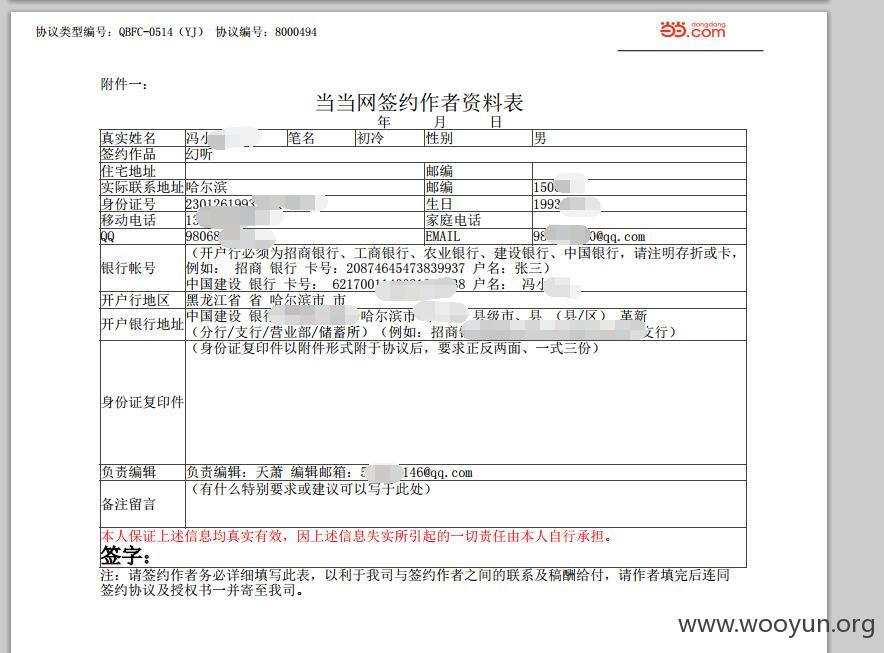 协议类型编号：QBFC-0514（YJ） 协议编号：8000494
dangdang
当当.com
附件一：
当当网签约作者资料表
年 月 日
真实姓名 冯小 笔名 初冷 性别 男
签约作品 幻听
住宅地址 邮编
实际联系地址 哈尔滨 邮编 150
身份证号 2301261993 生日 1993
移动电话 13 家庭电话
QQ 9806 EMAIL 98 0@qq.com
（开户行必须为招商银行、工商银行、农业银行、建设银行、中国银行，请注明存折或卡，
银行帐号 例如： 招商 银行 卡号：20874645473839937 户名：张三）
中国建设 银行 卡号： 621700 户名： 冯小
开户行地区 黑龙江省 省 哈尔滨市 市
开户银行地址 中国建设 银行 哈尔滨市 县级市、县 （县/区） 革新
（分行/支行/营业部/储蓄所）（例如：招商 支行）
（身份证复印件以附件形式附于协议后，要求正反两面、一式三份）
身份证复印件
负责编辑 负责编辑：天萧 编辑邮箱：5 146@qq.com
（有什么特别要求或建议可以写于此处）
备注留言
本人保证上述信息均真实有效，因上述信息失实所引起的一切责任由本人自行承担。
签字：
注：请签约作者务必详细填写此表，以利于我司与签约作者之间的联系及稿酬给付，请作者填完后连同
签约协议及授权书一并寄至我司。
www.wooyun.org